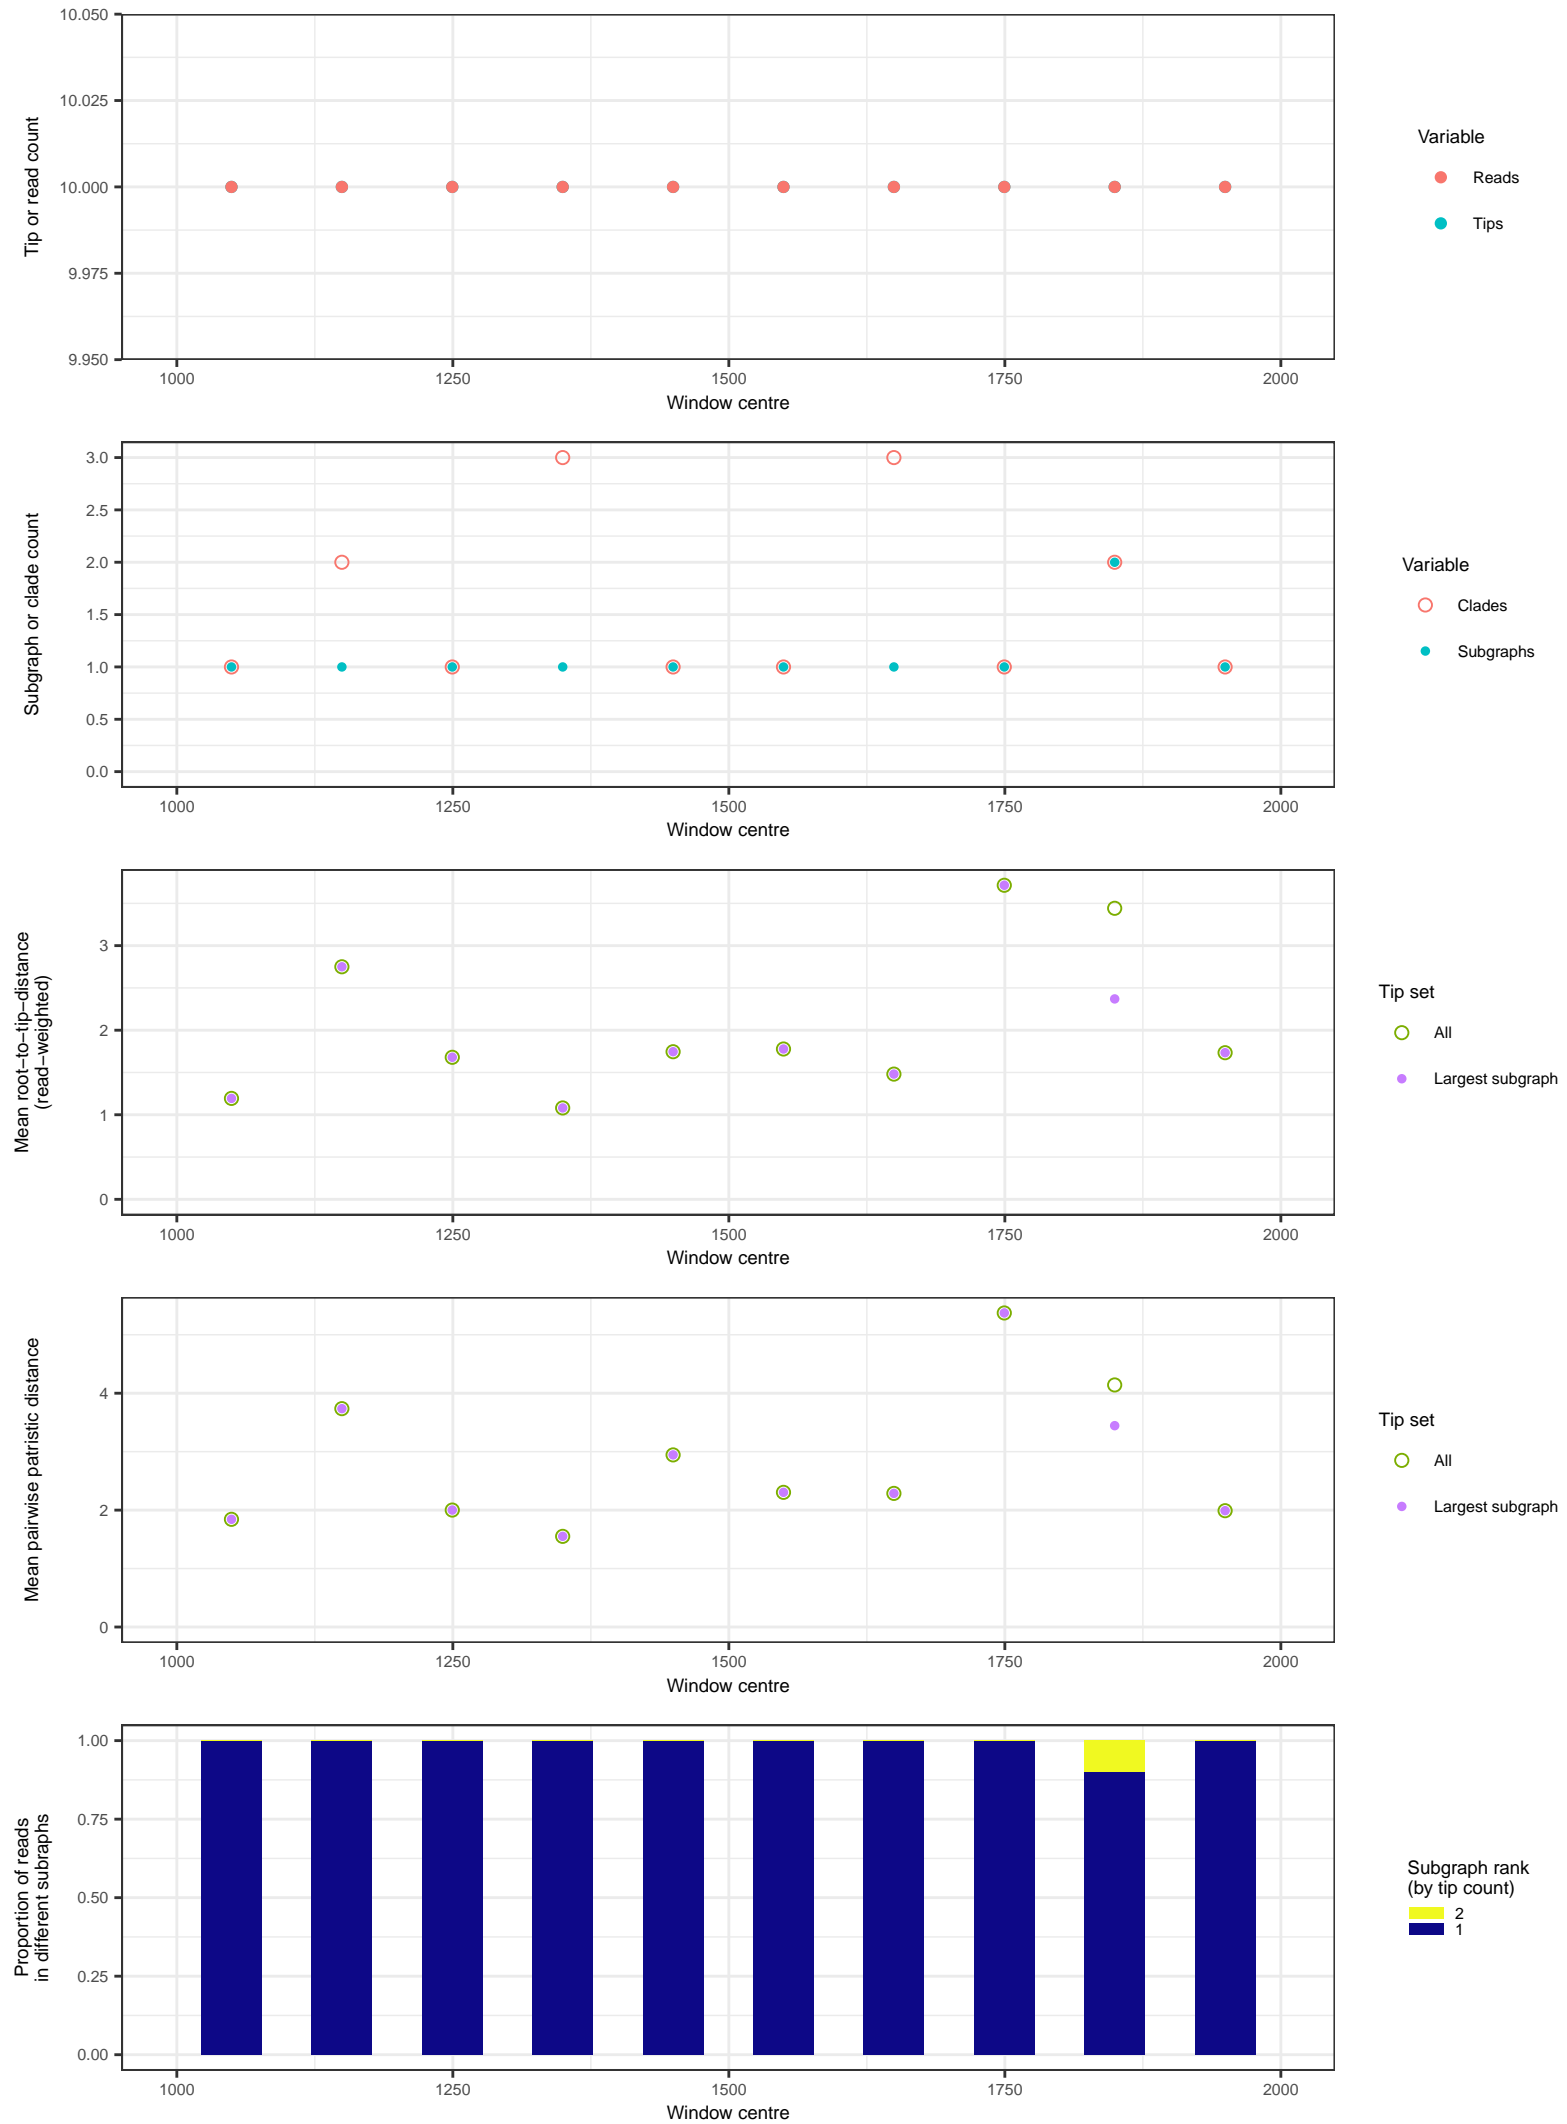 10.050
10.025
10.000
9.975
9.950
Tip or read count
1000 1250 1500 1750 2000
Window centre
Variable
Reads
Tips
3.0
2.5
2.0
1.5
1.0
0.5
0.0
Subgraph or clade count
1000 1250 1500 1750 2000
Window centre
Variable
Clades
Subgraphs
3
2
1
0
Mean root−to−tip−distance
(read−weighted)
1000 1250 1500 1750 2000
Window centre
Tip set
All
Largest subgraph
4
2
0
Mean pairwise patristic distance
1000 1250 1500 1750 2000
Window centre
Tip set
All
Largest subgraph
1.00
0.75
0.50
0.25
0.00
Proportion of reads
in different subraphs
1000 1250 1500 1750 2000
Window centre
Subgraph rank
(by tip count)
2
1